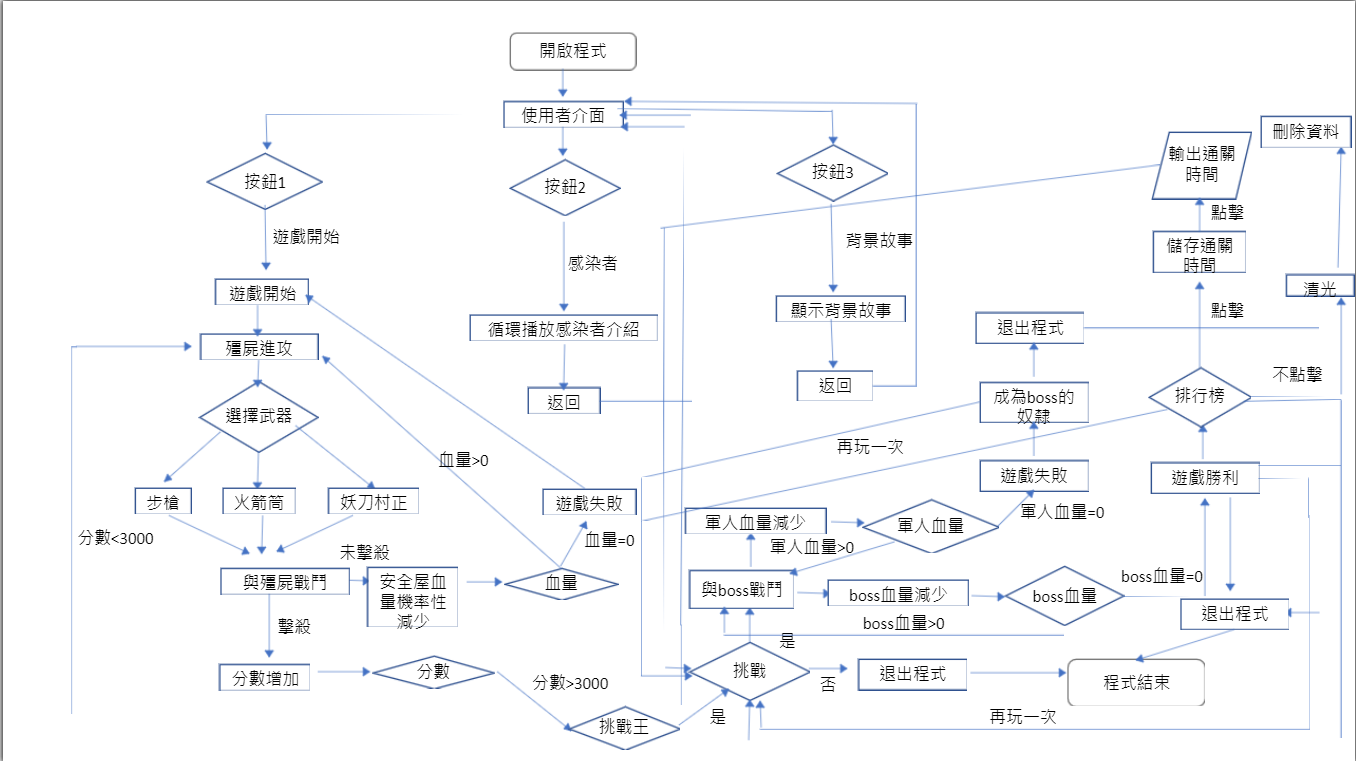 開啟程式
使用者介面
刪除資料
輸出通關
時間
按鈕1
按鈕2
按鈕3
點擊
遊戲開始
感染者
背景故事
儲存通關
時間
遊戲開始
清光
循環播放感染者介紹
顯示背景故事
點擊
退出程式
殭屍進攻
返回
返回
不點擊
選擇武器
成為boss的
奴隸
排行榜
血量>0
再玩一次
步槍
火箭筒
妖刀村正
遊戲失敗
遊戲失敗
遊戲勝利
分數<3000
血量=0
軍人血量減少
軍人血量
軍人血量=0
未擊殺
軍人血量>0
與殭屍戰鬥
安全屋血
量機率性
減少
血量
與boss戰鬥
boss血量減少
boss血量
boss血量=0
擊殺
boss血量>0
退出程式
是
分數增加
分數
分數>3000
挑戰
否
退出程式
程式結束
挑戰王
是
再玩一次